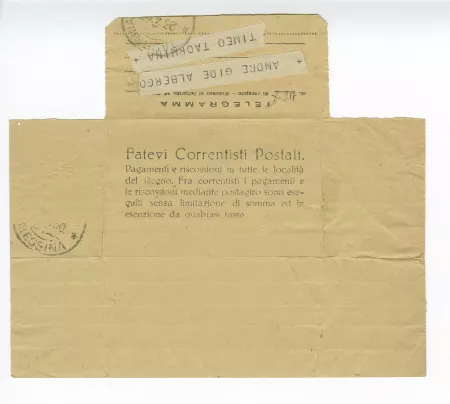 + ANDRE GIDE ALBERGO
TIMEO TAORMINA +
TELEGRAMMA
Fatevi Correntisti Postali.
Pagamenti e riscossioni in tutte le località
del Regno. Fra correntisti i pagamenti e
le riscossioni mediante postagiro sono ese-
guiti senza limitazione di somma ed in
esenzione da qualsiasi tassa
MESSINA